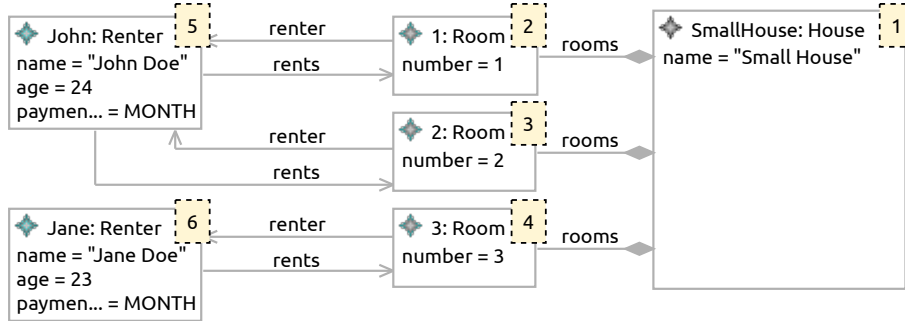 John: Renter
5
name = "John Doe"
age = 24
paymen... = MONTH
renter
rents
1: Room
2
number = 1
rooms
SmallHouse: House
1
name = "Small House"
renter
rents
2: Room
3
number = 2
rooms
Jane: Renter
6
name = "Jane Doe"
age = 23
paymen... = MONTH
renter
rents
3: Room
4
number = 3
rooms